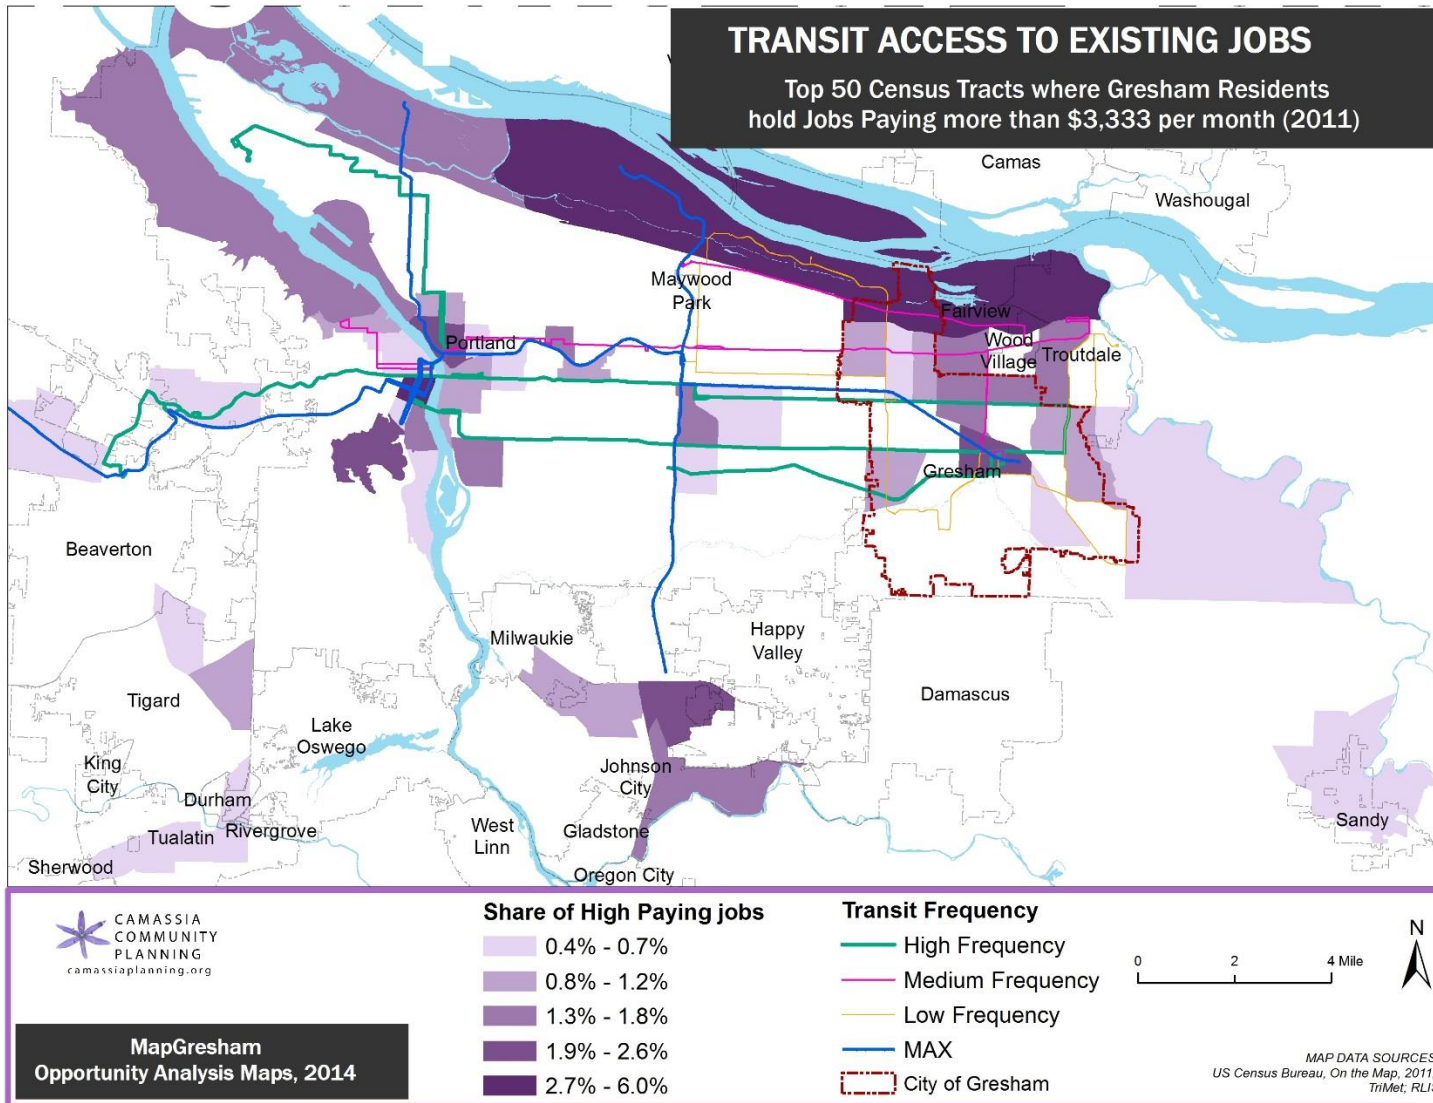 TRANSIT ACCESS TO EXISTING JOBS
Top 50 Census Tracts where Gresham Residents
hold Jobs Paying more than $3,333 per month (2011)
Camas
Washougal
Maywood
Park
Fairview
Portland
Wood
Village
Troutdale
Gresham
Beaverton
Milwaukie
Happy
Valley
Tigard
Damascus
Lake
Oswego
King
City
Johnson
City
Durham
Tualatin
Rivergrove
West
Linn
Gladstone
Sandy
Sherwood
Oregon City
CAMASSIA
COMMUNITY
PLANNING
camassiaplanning.org
MapGresham
Opportunity Analysis Maps, 2014
Share of High Paying jobs
0.4% - 0.7%
0.8% - 1.2%
1.3% - 1.8%
1.9% - 2.6%
2.7% - 6.0%
Transit Frequency
High Frequency
Medium Frequency
Low Frequency
MAX
City of Gresham
0 2 4 Mile
N
MAP DATA SOURCES
US Census Bureau, On the Map, 2011,
TriMet; RLIS